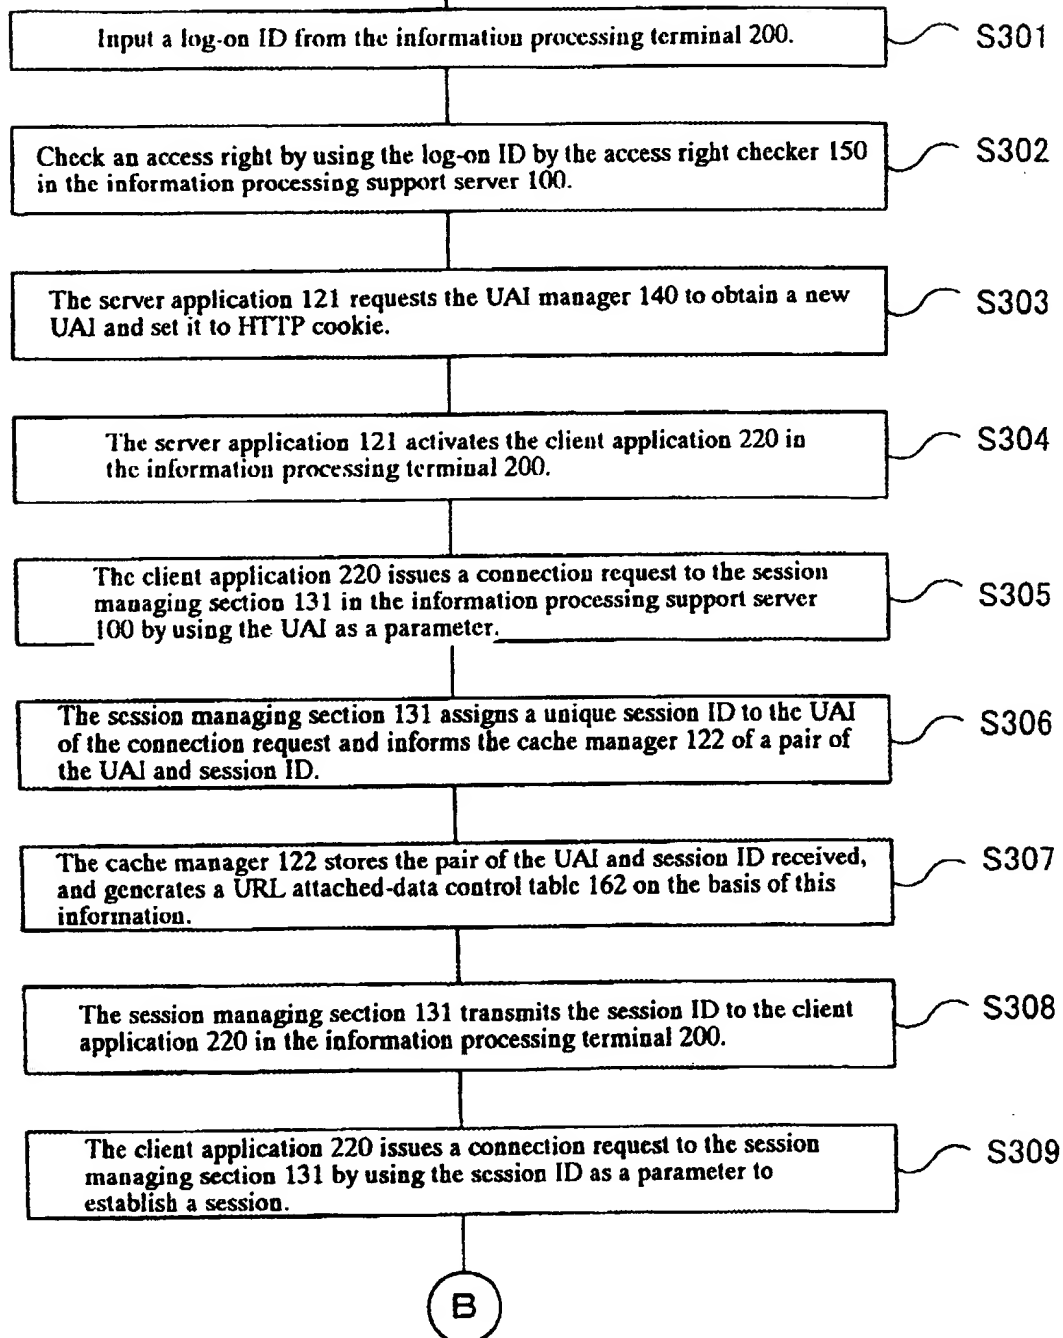 Input a log-on ID from the information processing terminal 200.
S301
Check an access right by using the log-on ID by the access right checker 150
in the information processing support server 100.
S302
The server application 121 requests the UAI manager 140 to obtain a new
UAI and set it to HTTP cookie.
S303
The server application 121 activates the client application 220 in
the information processing terminal 200.
S304
The client application 220 issues a connection request to the session
managing section 131 in the information processing support server
100 by using the UAI as a parameter.
S305
The session managing section 131 assigns a unique session ID to the UAI
of the connection request and informs the cache manager 122 of a pair of
the UAI and session ID.
S306
The cache manager 122 stores the pair of the UAI and session ID received,
and generates a URL attached-data control table 162 on the basis of this
information.
S307
The session managing section 131 transmits the session ID to the client
application 220 in the information processing terminal 200.
S308
The client application 220 issues a connection request to the session
managing section 131 by using the session ID as a parameter to
establish a session.
S309
B